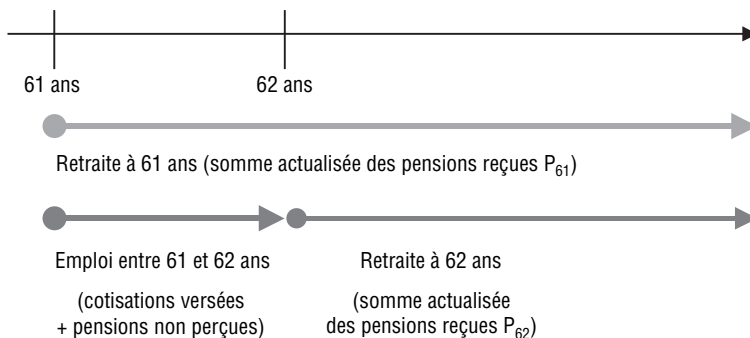 61 ans
62 ans
Retraite à 61 ans (somme actualisée des pensions reçues P₆₁)
Emploi entre 61 et 62 ans
(cotisations versées
+ pensions non perçues)
Retraite à 62 ans
(somme actualisée
des pensions reçues P₆₂)